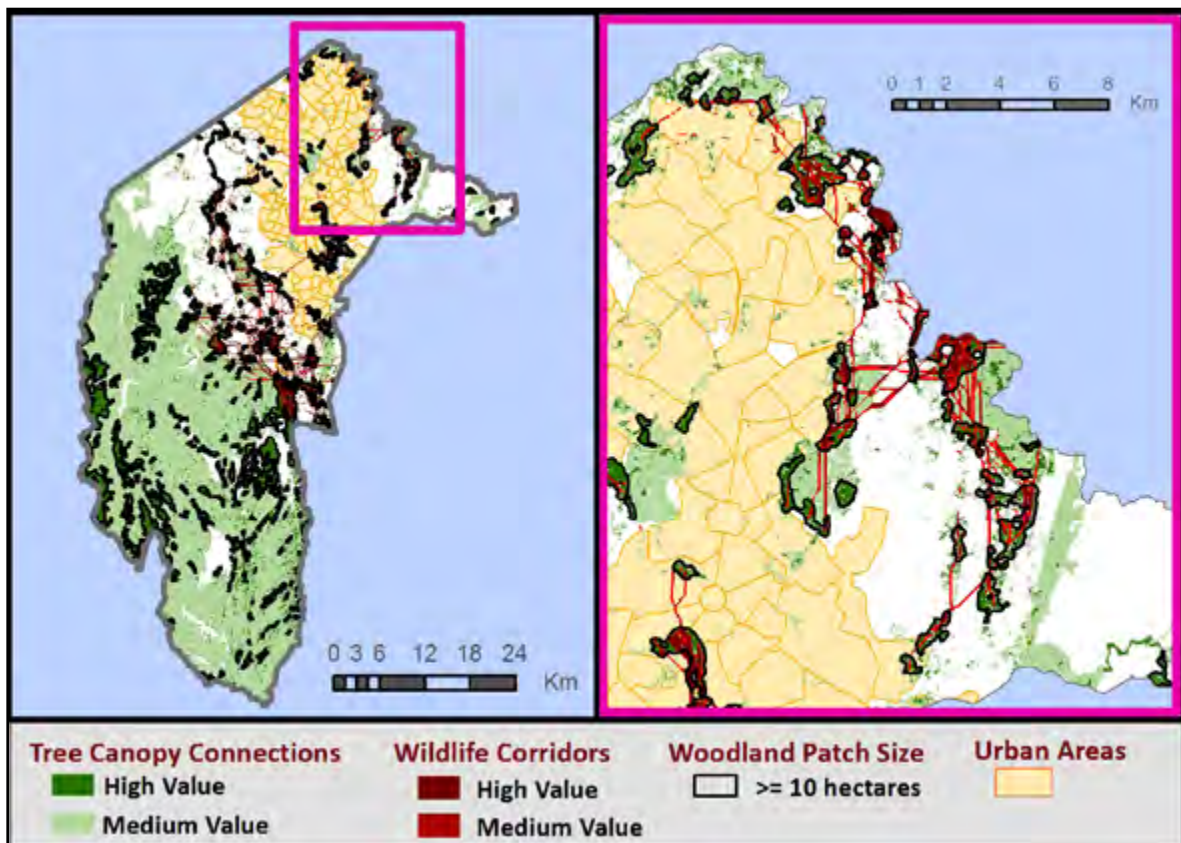 0 1 2 4 6 8
Km
0 3 6 12 18 24
Km
Tree Canopy Connections
High Value
Medium Value
Wildlife Corridors
High Value
Medium Value
Woodland Patch Size
>= 10 hectares
Urban Areas